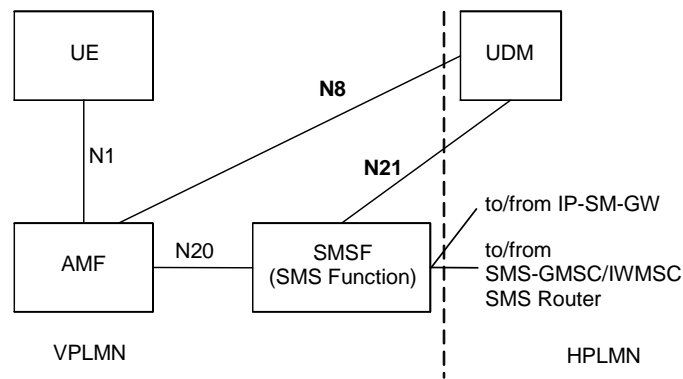 UE
UDM
N8
N1
N21
to/from IP-SM-GW
AMF
N20
SMSF
(SMS Function)
to/from
SMS-GMSC/IWMSC
SMS Router
VPLMN
HPLMN